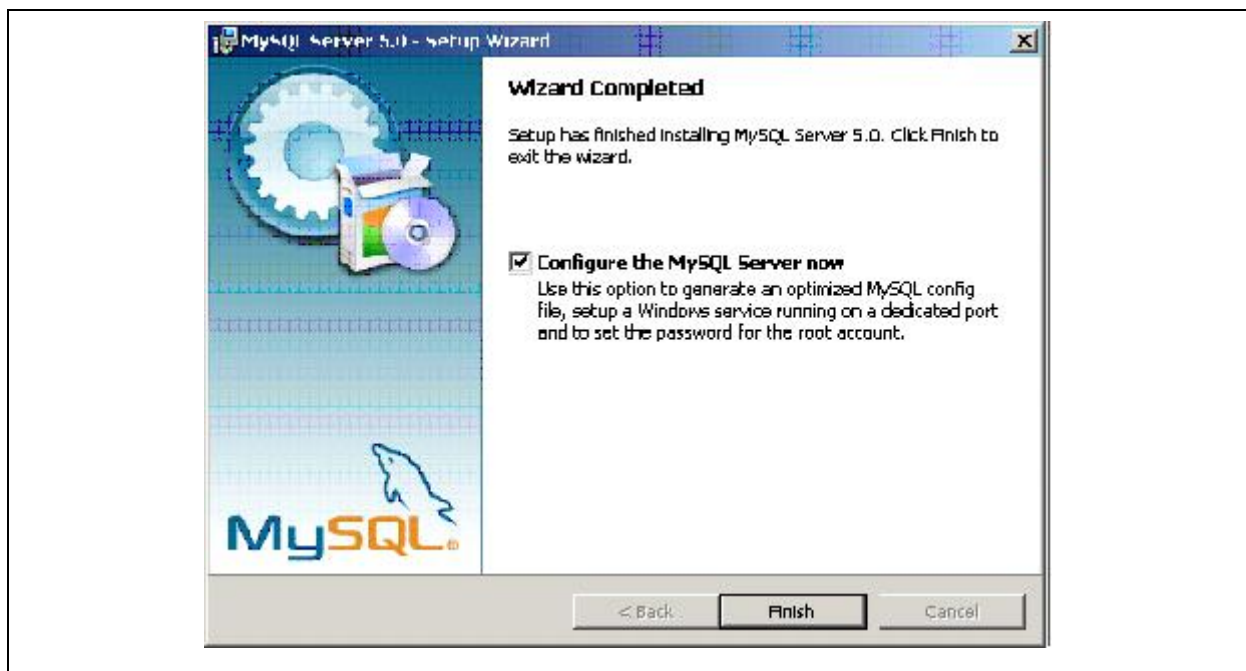 MySQL Server 5.0 - Setup Wizard
Wizard Completed
Setup has finished installing MySQL Server 5.0. Click Finish to
exit the wizard.
Configure the MySQL Server now
Use this option to generate an optimized MySQL config
file, setup a Windows service running on a dedicated port
and to set the password for the root account.
MySQL®
< Back
Finish
Cancel